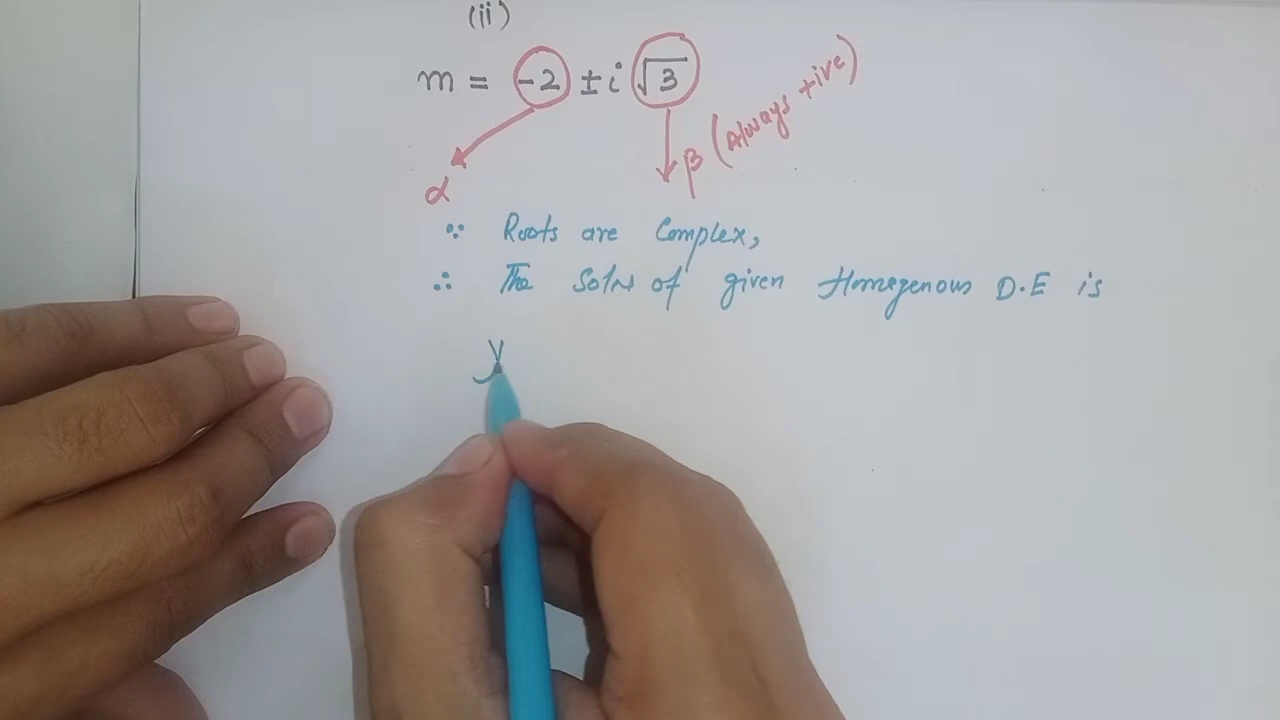 (ii)
m = -2 ± i √3
α
β (Always +ive)
∵ Roots are Complex,
∴ The Soln of given Homogenous D.E is
y